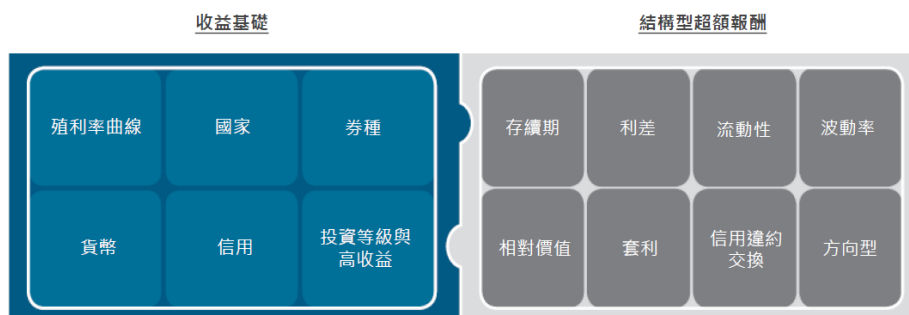 收益基礎
結構型超額報酬
殖利率曲線
國家
券種
存續期
利差
流動性
波動率
貨幣
信用
投資等級與
高收益
相對價值
套利
信用違約
交換
方向型